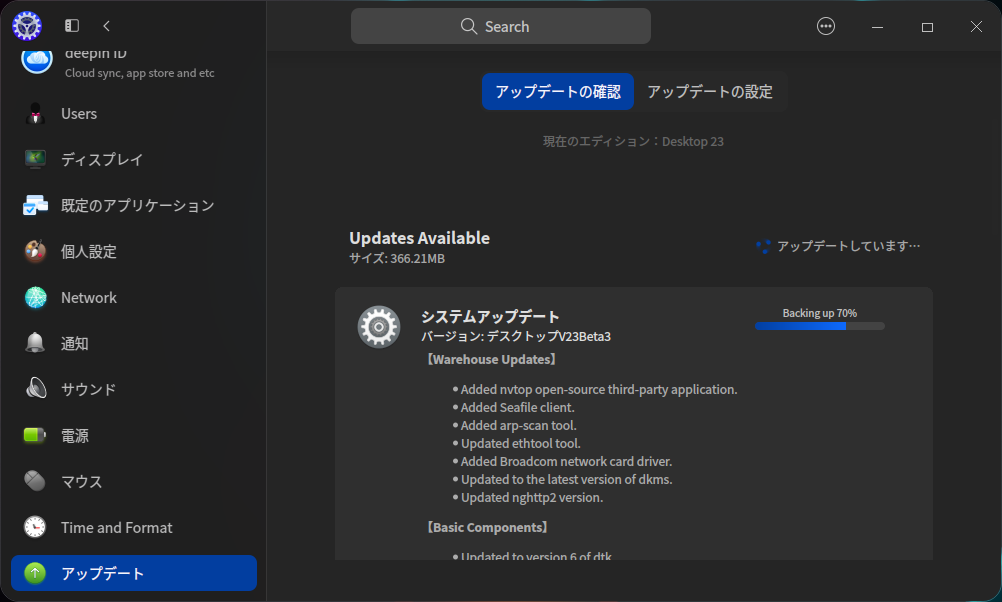 Search
deepin ID
Cloud sync, app store and etc
Users
ディスプレイ
既定のアプリケーション
個人設定
Network
通知
サウンド
電源
マウス
Time and Format
アップデート
アップデートの確認
アップデートの設定
現在のエディション：Desktop 23
Updates Available
サイズ: 366.21MB
アップデートしています…
システムアップデート
バージョン: デスクトップV23Beta3
Backing up 70%
【Warehouse Updates】
• Added nvtop open-source third-party application.
• Added Seafile client.
• Added arp-scan tool.
• Updated ethtool tool.
• Added Broadcom network card driver.
• Updated to the latest version of dkms.
• Updated nghttp2 version.
【Basic Components】
• Updated to version 6 of dtk